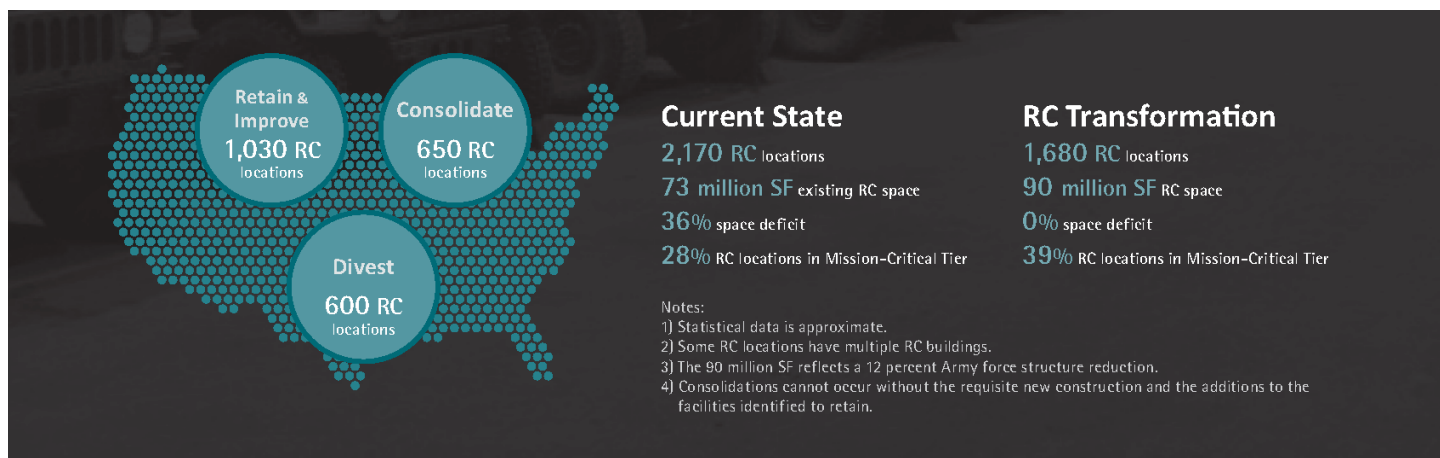 Retain &
Improve
1,030 RC
locations
Consolidate
650 RC
locations
Divest
600 RC
locations
Current State
2,170 RC locations
73 million SF existing RC space
36% space deficit
28% RC locations in Mission-Critical Tier
RC Transformation
1,680 RC locations
90 million SF RC space
0% space deficit
39% RC locations in Mission-Critical Tier
Notes:
1) Statistical data is approximate.
2) Some RC locations have multiple RC buildings.
3) The 90 million SF reflects a 12 percent Army force structure reduction.
4) Consolidations cannot occur without the requisite new construction and the additions to the
facilities identified to retain.